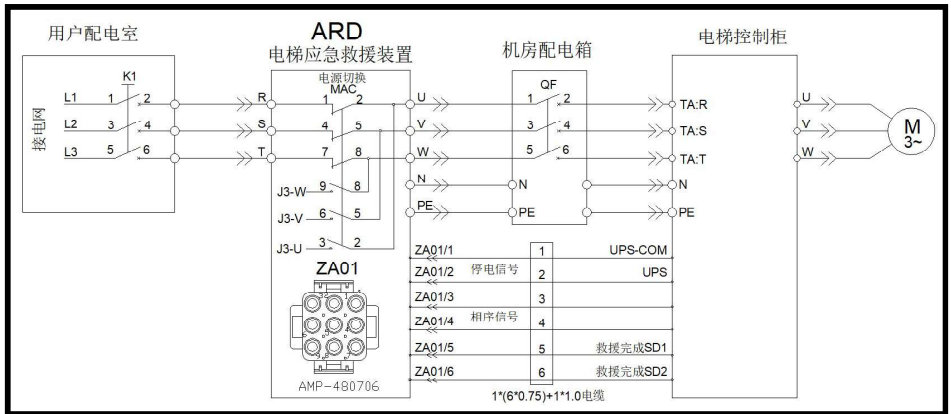 用户配电室
ARD
电梯应急救援装置
机房配电箱
电梯控制柜
接电网
K1
L1 1 2 R
L2 3 4 S
L3 5 6 T
电源切换
MAC
1 2 U
4 5 V
7 8 W
N
PE
J3-W 9 8
J3-V 6 5
J3-U 3 2
QF
1 2
3 4
5 6
N
PE
TA:R
TA:S
TA:T
N
PE
U
V
W
M
3~
ZA01
AMP-480706
ZA01/1 1 UPS-COM
ZA01/2 停电信号 2 UPS
ZA01/3 3
ZA01/4 相序信号 4
ZA01/5 5 救援完成SD1
ZA01/6 6 救援完成SD2
1*(6*0.75)+1*1.0电缆